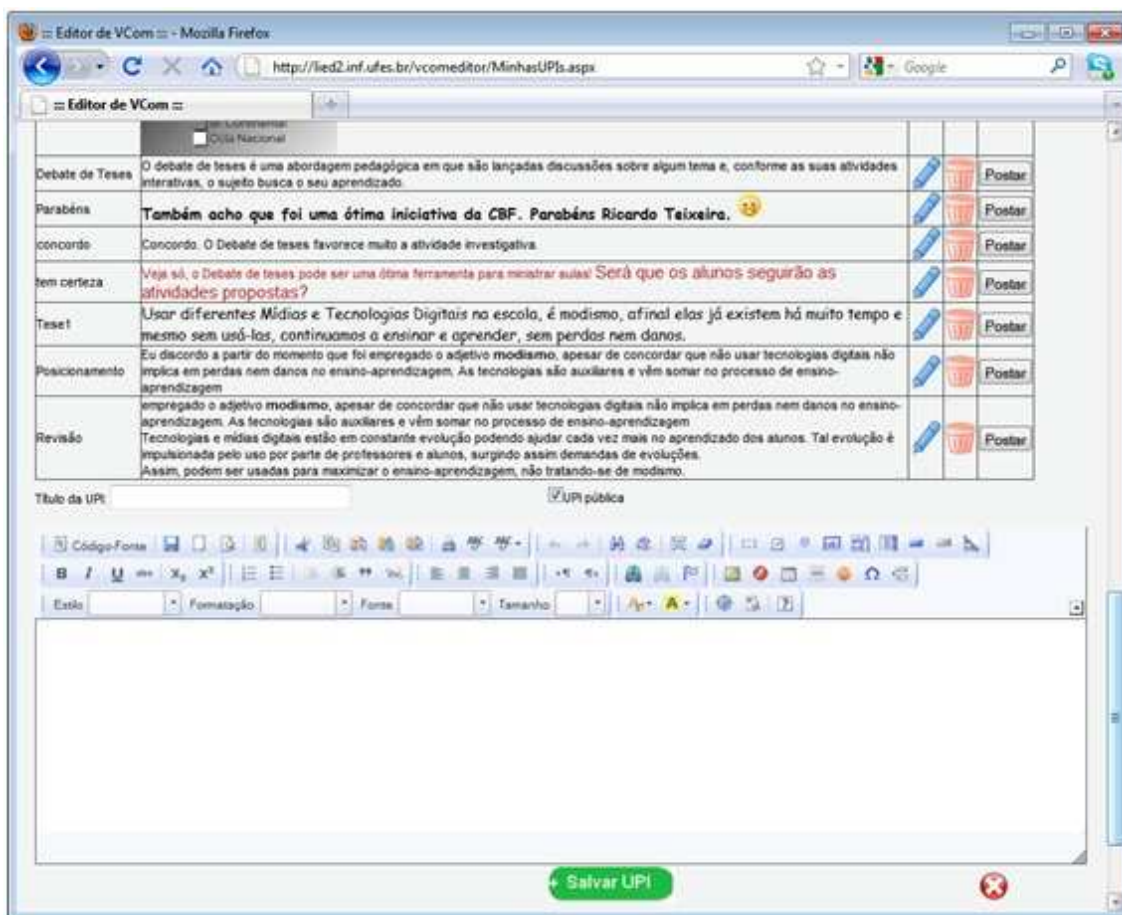 ::: Editor de VCom ::: - Mozilla Firefox
http://lied2.inf.ufes.br/vcomeditor/MinhasUPIs.aspx
Google
::: Editor de VCom :::
Continental
Ocla Nacional
Debate de Teses
O debate de teses é uma abordagem pedagógica em que são lançadas discussões sobre algum tema e, conforme as suas atividades
interativas, o sujeito busca o seu aprendizado.
Postar
Parabéns
Também acho que foi uma ótima iniciativa da CBF. Parabéns Ricardo Teixeira.
Postar
concordo
Concordo. O Debate de teses favorece muito a atividade investigativa.
Postar
tem certeza
Veja só, o Debate de teses pode ser uma ótima ferramenta para ministrar aulas! Será que os alunos seguirão as
atividades propostas?
Postar
Tese1
Usar diferentes Mídias e Tecnologias Digitais na escola, é modismo, afinal elas já existem há muito tempo e
mesmo sem usá-las, continuamos a ensinar e aprender, sem perdas nem danos.
Postar
Posicionamento
Eu discordo a partir do momento que foi empregado o adjetivo modismo, apesar de concordar que não usar tecnologias digitais não
implica em perdas nem danos no ensino-aprendizagem. As tecnologias são auxiliares e vêm somar no processo de ensino-
aprendizagem
Postar
Revisão
empregado o adjetivo modismo, apesar de concordar que não usar tecnologias digitais não implica em perdas nem danos no ensino-
aprendizagem. As tecnologias são auxiliares e vêm somar no processo de ensino-aprendizagem
Tecnologias e mídias digitais estão em constante evolução podendo ajudar cada vez mais no aprendizado dos alunos. Tal evolução é
impulsionada pelo uso por parte de professores e alunos, surgindo assim demandas de evoluções.
Assim, podem ser usadas para maximizar o ensino-aprendizagem, não tratando-se de modismo.
Postar
Título da UPI:
UPI pública
Código-Fonte
B I U abc X₂ X²
Estilo Formatação Fonte Tamanho
Salvar UPI